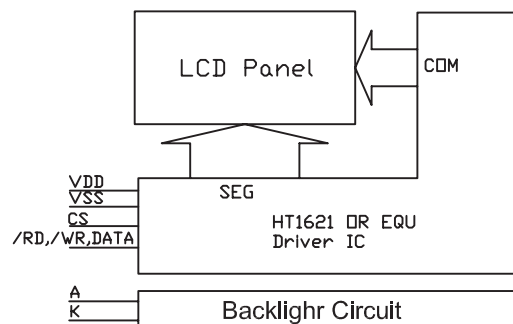 LCD Panel
COM
SEG
VDD
VSS
CS
/RD,/WR,DATA
HT1621 OR EQU
Driver IC
A
K
Backlighr Circuit